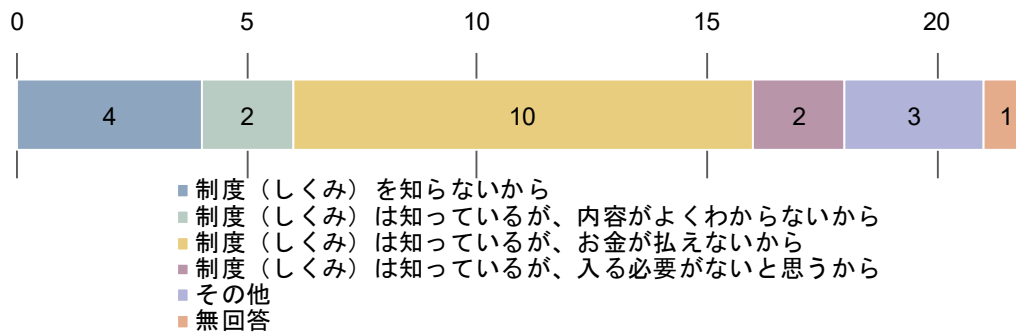 0 5 10 15 20
4 2 10 2 3 1
制度（しくみ）を知らないから
制度（しくみ）は知っているが、内容がよくわからないから
制度（しくみ）は知っているが、お金が払えないから
制度（しくみ）は知っているが、入る必要がないと思うから
その他
無回答